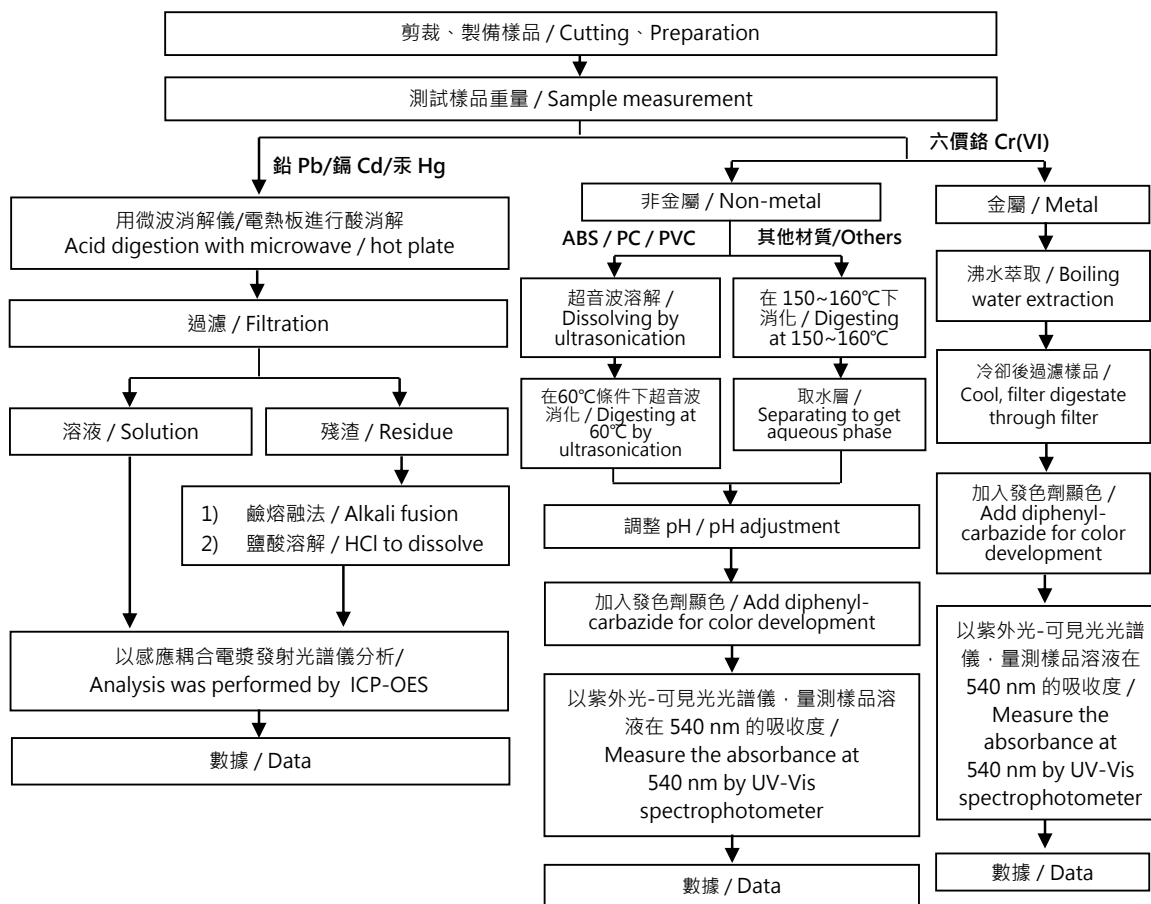 剪裁、製備樣品 / Cutting、Preparation
測試樣品重量 / Sample measurement
鉛 Pb/鎘 Cd/汞 Hg
六價鉻 Cr(VI)
用微波消解儀/電熱板進行酸消解
Acid digestion with microwave / hot plate
過濾 / Filtration
溶液 / Solution
殘渣 / Residue
1) 鹼熔融法 / Alkali fusion
2) 鹽酸溶解 / HCl to dissolve
以感應耦合電漿發射光譜儀分析/
Analysis was performed by ICP-OES
數據 / Data
非金屬 / Non-metal
ABS / PC / PVC
其他材質/Others
超音波溶解 /
Dissolving by
ultrasonication
在 150~160℃下
消化 / Digesting
at 150~160℃
在60℃條件下超音波
消化 / Digesting at
60℃ by
ultrasonication
取水層 /
Separating to get
aqueous phase
調整 pH / pH adjustment
加入發色劑顯色 / Add diphenyl-
carbazide for color development
以紫外光-可見光光譜儀，量測樣品溶
液在 540 nm 的吸收度 /
Measure the absorbance at
540 nm by UV-Vis
spectrophotometer
數據 / Data
金屬 / Metal
沸水萃取 / Boiling
water extraction
冷卻後過濾樣品 /
Cool, filter digestate
through filter
加入發色劑顯色 /
Add diphenyl-
carbazide for color
development
以紫外光-可見光光譜
儀，量測樣品溶液在
540 nm 的吸收度 /
Measure the
absorbance at
540 nm by UV-Vis
spectrophotometer
數據 / Data